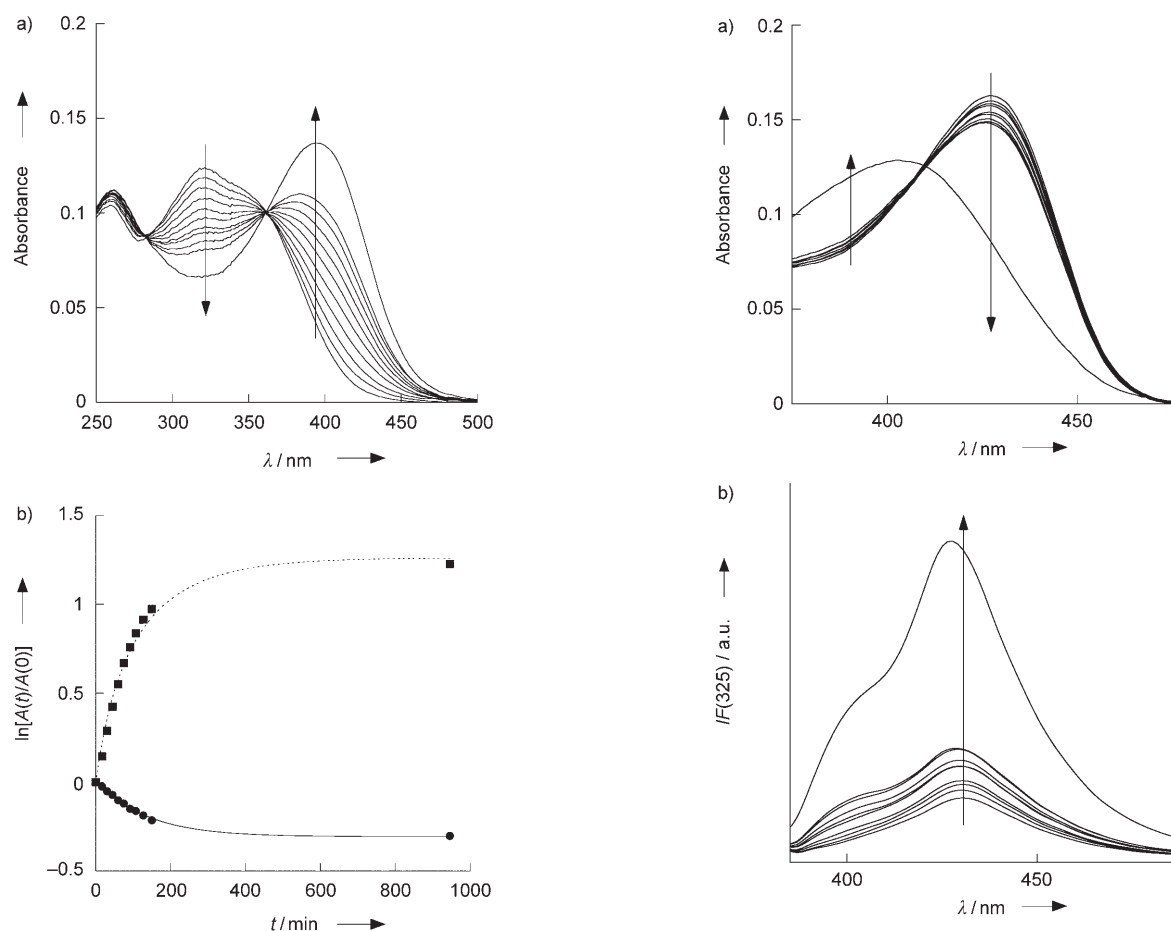 a)
0.2
0.15
0.1
0.05
0
Absorbance
250 300 350 400 450 500
λ / nm
b)
1.5
1
0.5
0
–0.5
ln[A(t)/A(0)]
0 200 400 600 800 1000
t / min
a)
0.2
0.15
0.1
0.05
0
Absorbance
400 450
λ / nm
b)
IF(325) / a.u.
400 450
λ / nm